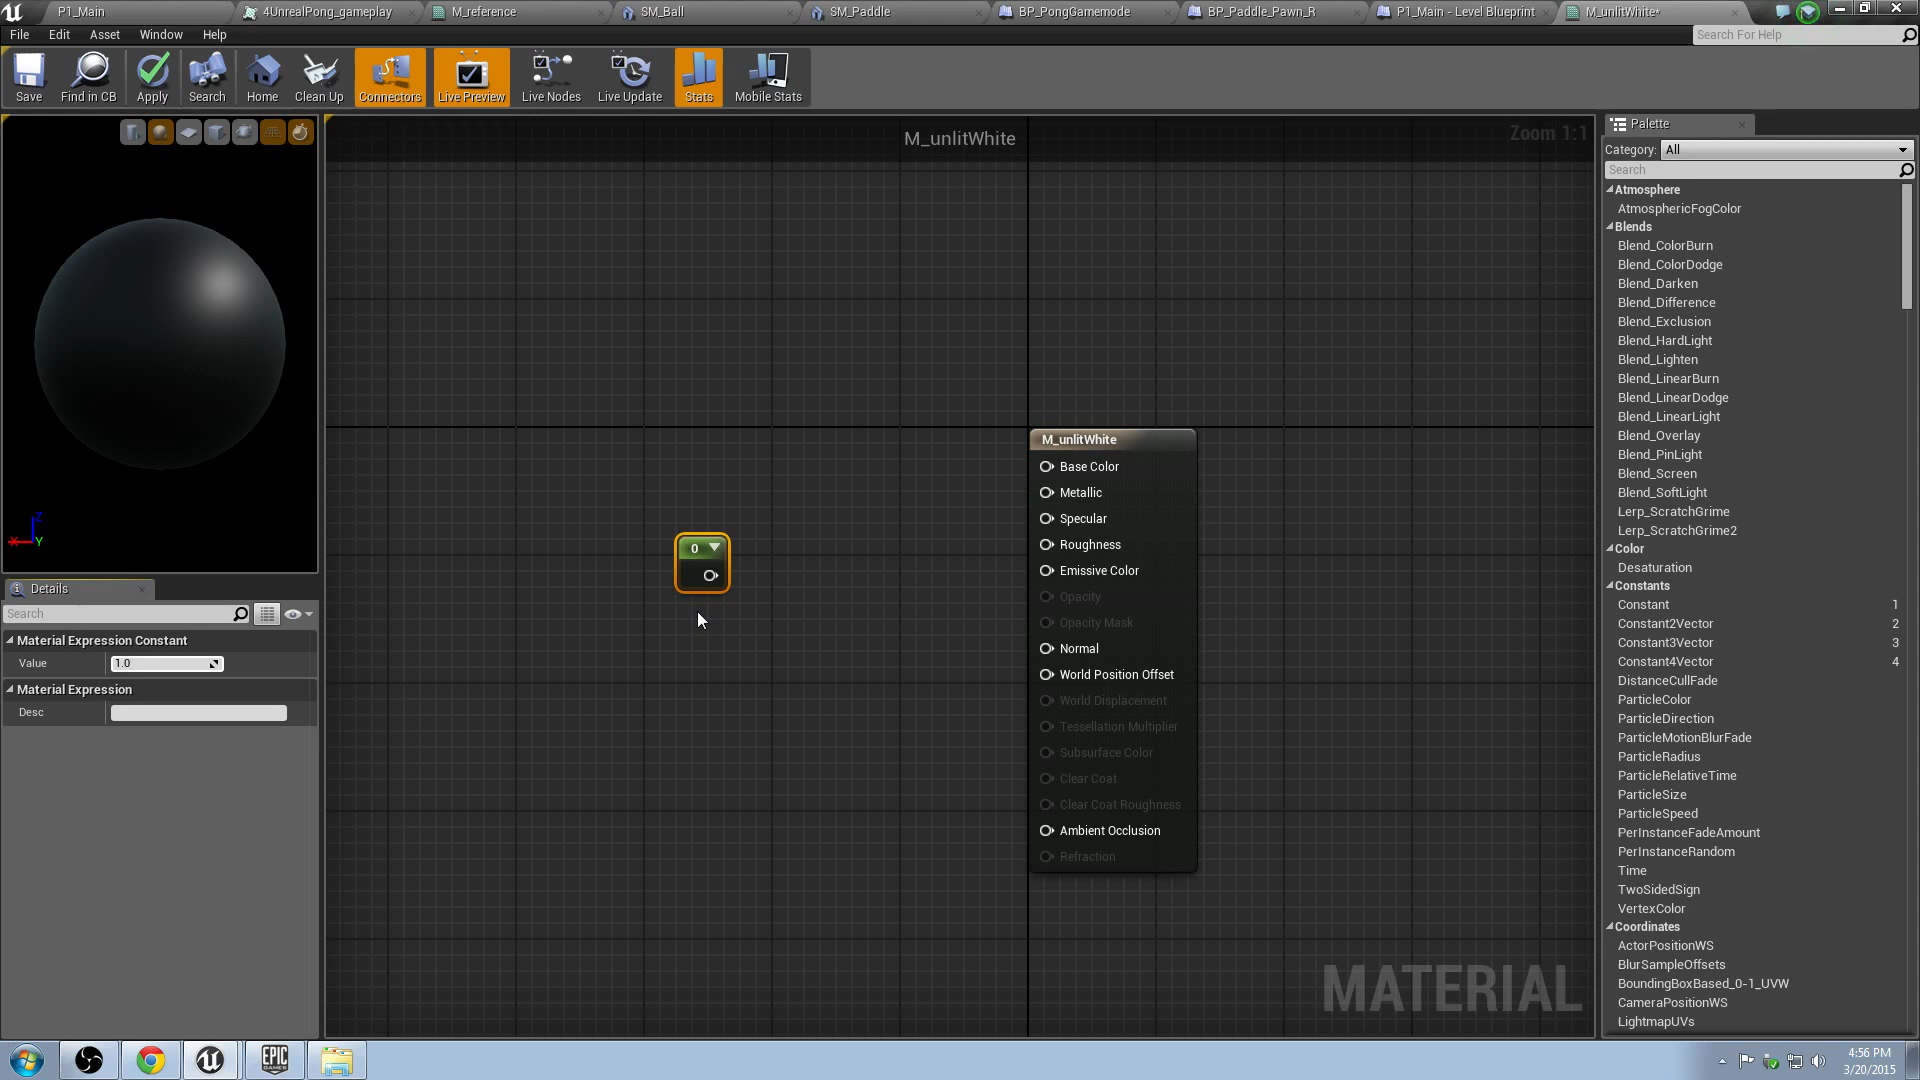 P1_Main
4UnrealPong_gameplay
M_reference
SM_Ball
SM_Paddle
BP_PongGamemode
BP_Paddle_Pawn_R
P1_Main - Level Blueprint
M_unlitWhite*
File
Edit
Asset
Window
Help
Search For Help
Save
Find in CB
Apply
Search
Home
Clean Up
Connectors
Live Preview
Live Nodes
Live Update
Stats
Mobile Stats
M_unlitWhite
Zoom 1:1
Z
X
Y
Details
Search
Material Expression Constant
Value
1.0
Material Expression
Desc
0
M_unlitWhite
Base Color
Metallic
Specular
Roughness
Emissive Color
Opacity
Opacity Mask
Normal
World Position Offset
World Displacement
Tessellation Multiplier
Subsurface Color
Clear Coat
Clear Coat Roughness
Ambient Occlusion
Refraction
MATERIAL
Palette
Category:
All
Search
Atmosphere
AtmosphericFogColor
Blends
Blend_ColorBurn
Blend_ColorDodge
Blend_Darken
Blend_Difference
Blend_Exclusion
Blend_HardLight
Blend_Lighten
Blend_LinearBurn
Blend_LinearDodge
Blend_LinearLight
Blend_Overlay
Blend_PinLight
Blend_Screen
Blend_SoftLight
Lerp_ScratchGrime
Lerp_ScratchGrime2
Color
Desaturation
Constants
Constant 1
Constant2Vector 2
Constant3Vector 3
Constant4Vector 4
DistanceCullFade
ParticleColor
ParticleDirection
ParticleMotionBlurFade
ParticleRadius
ParticleRelativeTime
ParticleSize
ParticleSpeed
PerInstanceFadeAmount
PerInstanceRandom
Time
TwoSidedSign
VertexColor
Coordinates
ActorPositionWS
BlurSampleOffsets
BoundingBoxBased_0-1_UVW
CameraPositionWS
LightmapUVs
EPIC
GAMES
4:56 PM
3/20/2015